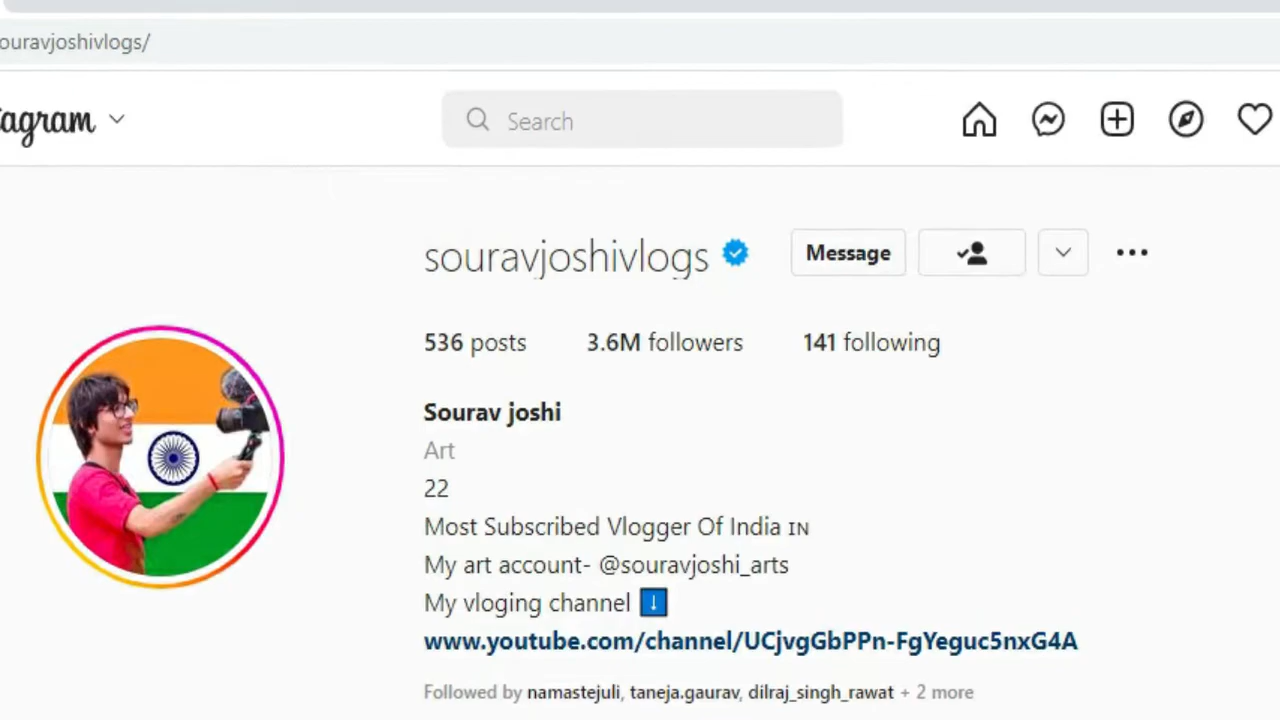 ouravjoshivlogs/
tagram
Search
souravjoshivlogs Message
536 posts 3.6M followers 141 following
Sourav joshi
Art
22
Most Subscribed Vlogger Of India IN
My art account- @souravjoshi_arts
My vloging channel ⬇️
www.youtube.com/channel/UCjvgGbPPn-FgYeguc5nxG4A
Followed by namastejuli, taneja.gaurav, dilraj_singh_rawat + 2 more